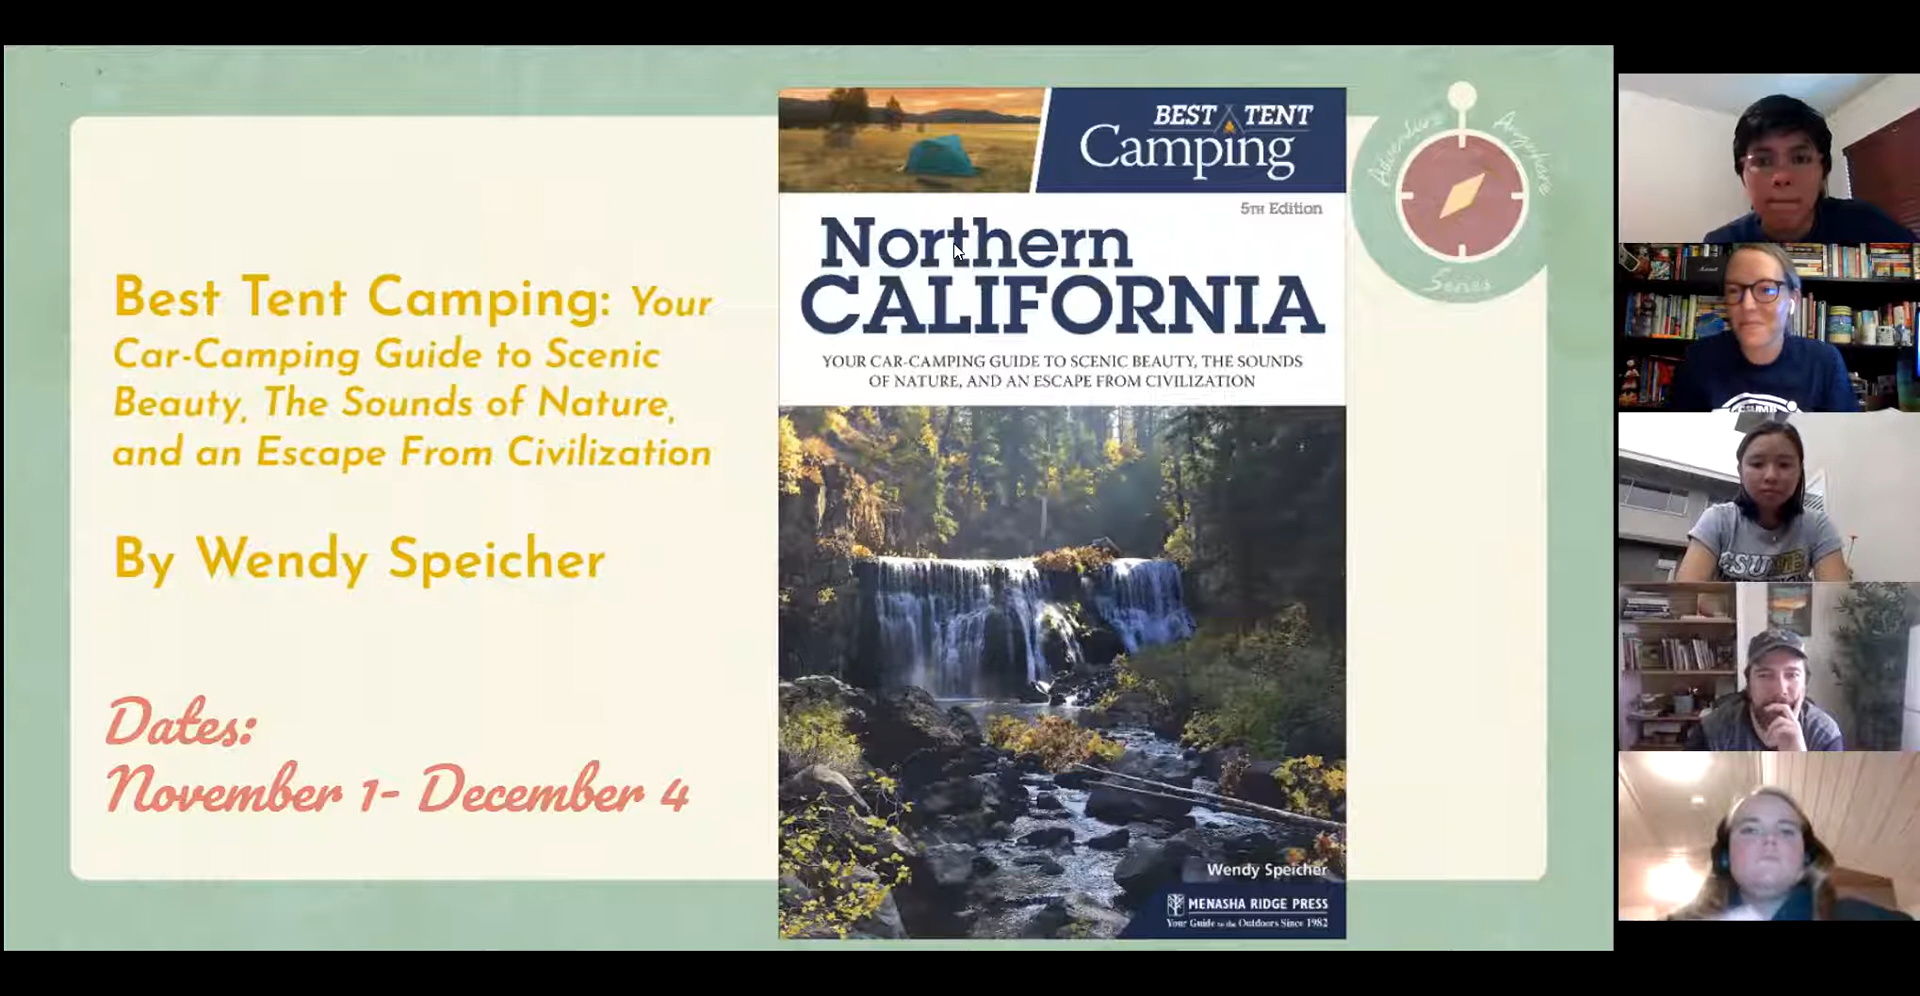 Best Tent Camping: Your
Car-Camping Guide to Scenic
Beauty, The Sounds of Nature,
and an Escape From Civilization
By Wendy Speicher
Dates:
November 1- December 4
BEST TENT
Camping
5TH Edition
Northern
CALIFORNIA
YOUR CAR-CAMPING GUIDE TO SCENIC BEAUTY, THE SOUNDS
OF NATURE, AND AN ESCAPE FROM CIVILIZATION
Wendy Speicher
MENASHA RIDGE PRESS
Your Guide to the Outdoors Since 1982
Adventure Anywhere
Series
CSUMB
CSUMB